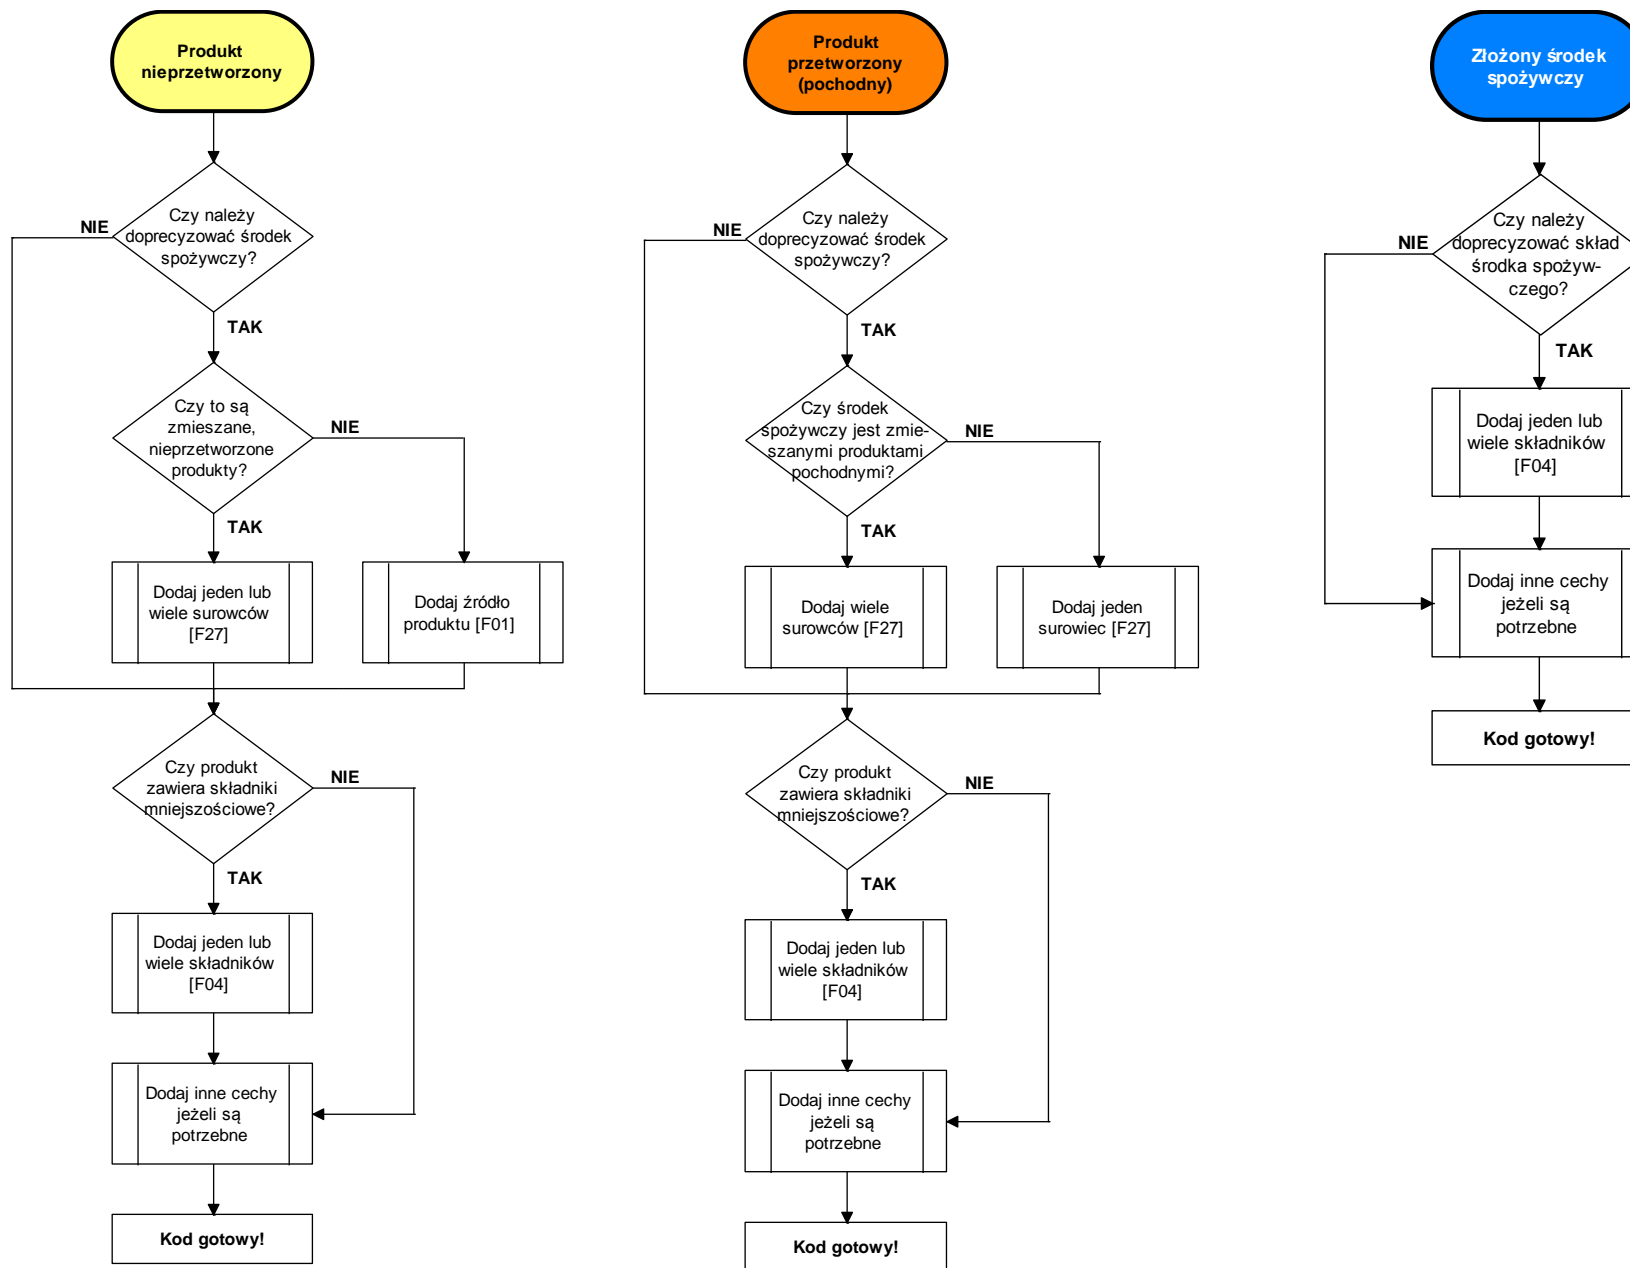 Produkt
nieprzetworzony
Czy należy
doprecyzować środek
spożywczy?
NIE
TAK
Czy to są
zmieszane,
nieprzetworzone
produkty?
NIE
TAK
Dodaj jeden lub
wiele surowców
[F27]
Dodaj źródło
produktu [F01]
Czy produkt
zawiera składniki
mniejszościowe?
NIE
TAK
Dodaj jeden lub
wiele składników
[F04]
Dodaj inne cechy
jeżeli są
potrzebne
Kod gotowy!
Produkt
przetworzony
(pochodny)
Czy należy
doprecyzować środek
spożywczy?
NIE
TAK
Czy środek
spożywczy jest zmie-
szanymi produktami
pochodnymi?
NIE
TAK
Dodaj wiele
surowców [F27]
Dodaj jeden
surowiec [F27]
Czy produkt
zawiera składniki
mniejszościowe?
NIE
TAK
Dodaj jeden lub
wiele składników
[F04]
Dodaj inne cechy
jeżeli są
potrzebne
Kod gotowy!
Złożony środek
spożywczy
Czy należy
doprecyzować skład
środka spożyw-
czego?
NIE
TAK
Dodaj jeden lub
wiele składników
[F04]
Dodaj inne cechy
jeżeli są
potrzebne
Kod gotowy!